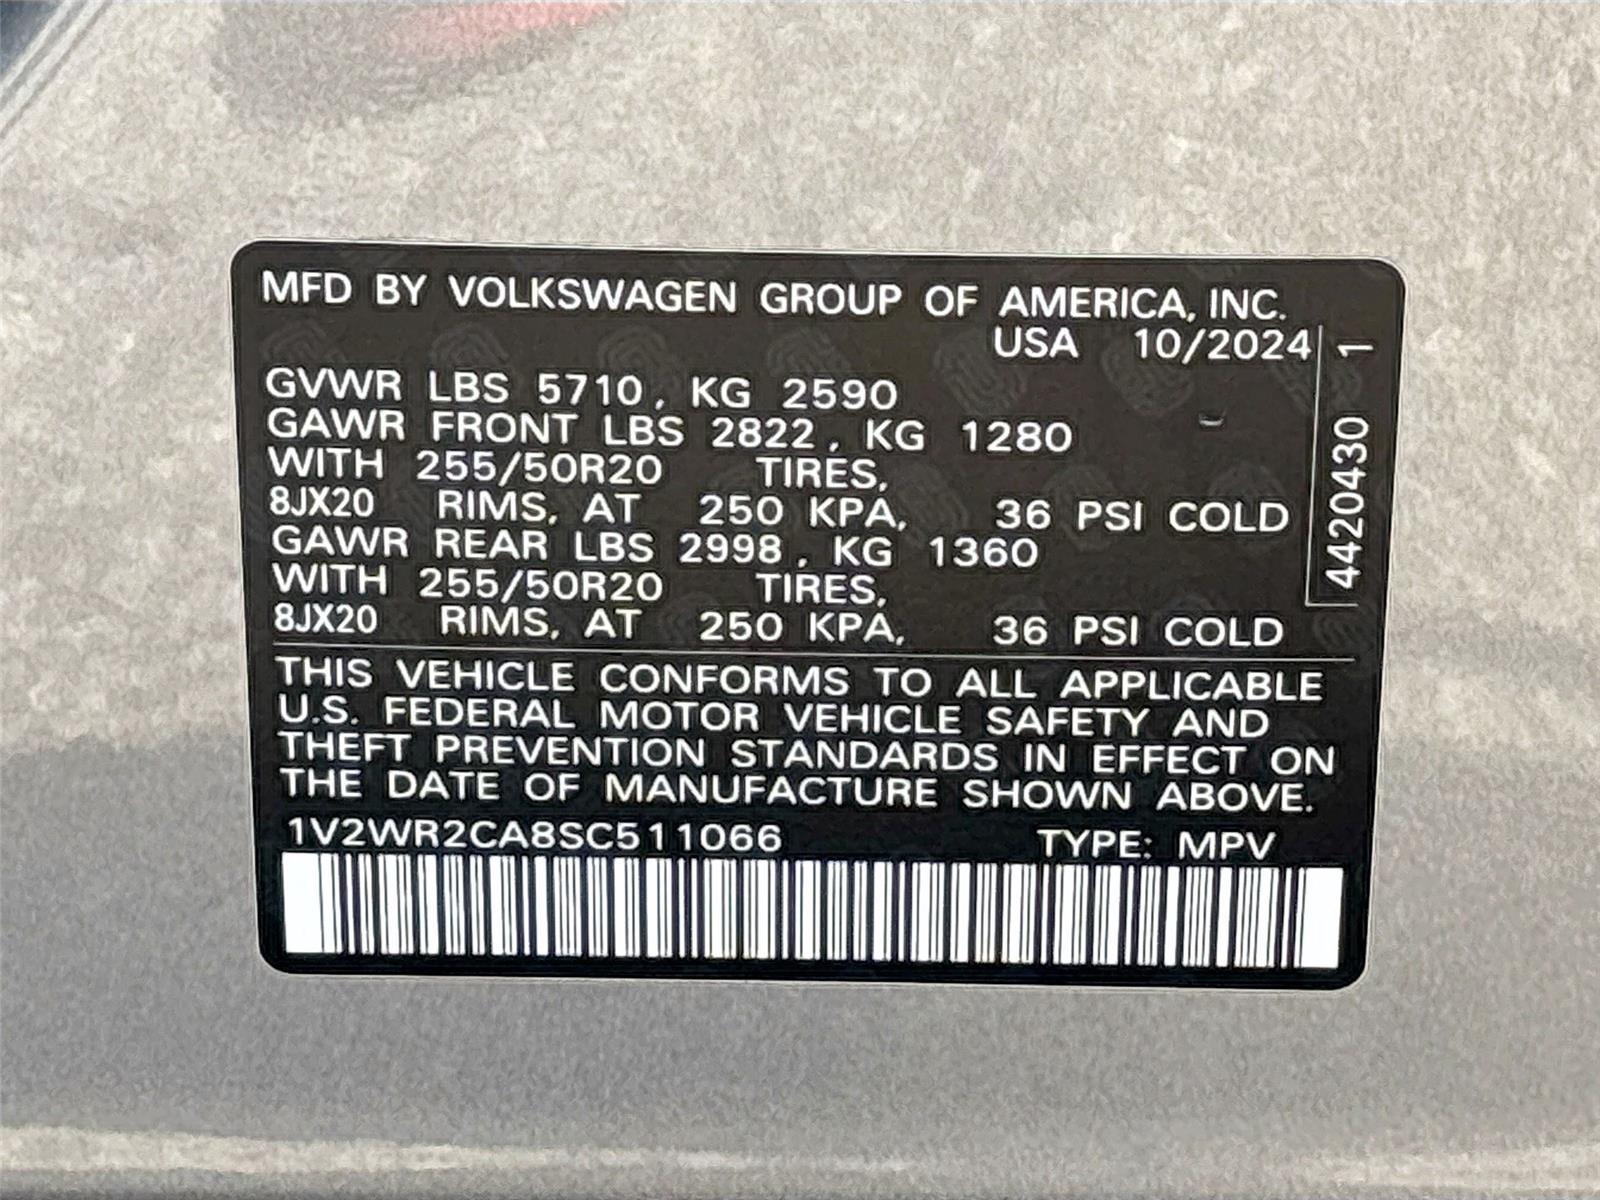 MFD BY VOLKSWAGEN GROUP OF AMERICA, INC.
USA 10/2024
GVWR LBS 5710, KG 2590
GAWR FRONT LBS 2822, KG 1280
WITH 255/50R20 TIRES,
8JX20 RIMS, AT 250 KPA, 36 PSI COLD
GAWR REAR LBS 2998, KG 1360
WITH 255/50R20 TIRES,
8JX20 RIMS, AT 250 KPA, 36 PSI COLD
4420430 1
THIS VEHICLE CONFORMS TO ALL APPLICABLE
U.S. FEDERAL MOTOR VEHICLE SAFETY AND
THEFT PREVENTION STANDARDS IN EFFECT ON
THE DATE OF MANUFACTURE SHOWN ABOVE.
1V2WR2CA8SC511066 TYPE: MPV